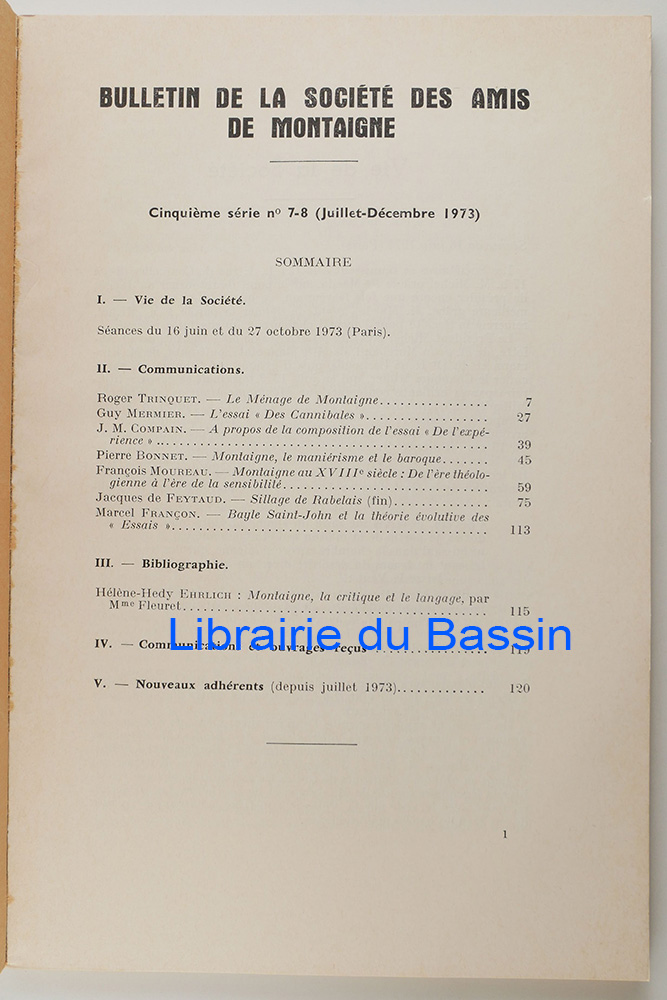 BULLETIN DE LA SOCIÉTÉ DES AMIS
DE MONTAIGNE
Cinquième série nº 7-8 (Juillet-Décembre 1973)
SOMMAIRE
I. — Vie de la Société.
Séances du 16 juin et du 27 octobre 1973 (Paris).
II. — Communications.
Roger TRINQUET. — Le Ménage de Montaigne................ 7
Guy MERMIER. — L'essai « Des Cannibales ».................. 27
J. M. COMPAIN. — A propos de la composition de l'essai « De l'expé-
rience » .................................................. 39
Pierre BONNET. — Montaigne, le maniérisme et le baroque....... 45
François MOUREAU. — Montaigne au XVIIIe siècle : De l'ère théolo-
gienne à l'ère de la sensibilité............................... 59
Jacques de FEYTAUD. — Sillage de Rabelais (fin).............. 75
Marcel FRANÇON. — Bayle Saint-John et la théorie évolutive des
« Essais »............................................... 113
III. — Bibliographie.
Hélène-Hedy EHRLICH : Montaigne, la critique et le langage, par
Mme Fleuret.............................................. 115
Librairie du Bassin
IV. — Communications et ouvrages reçus ................. 119
V. — Nouveaux adhérents (depuis juillet 1973)............. 120
1